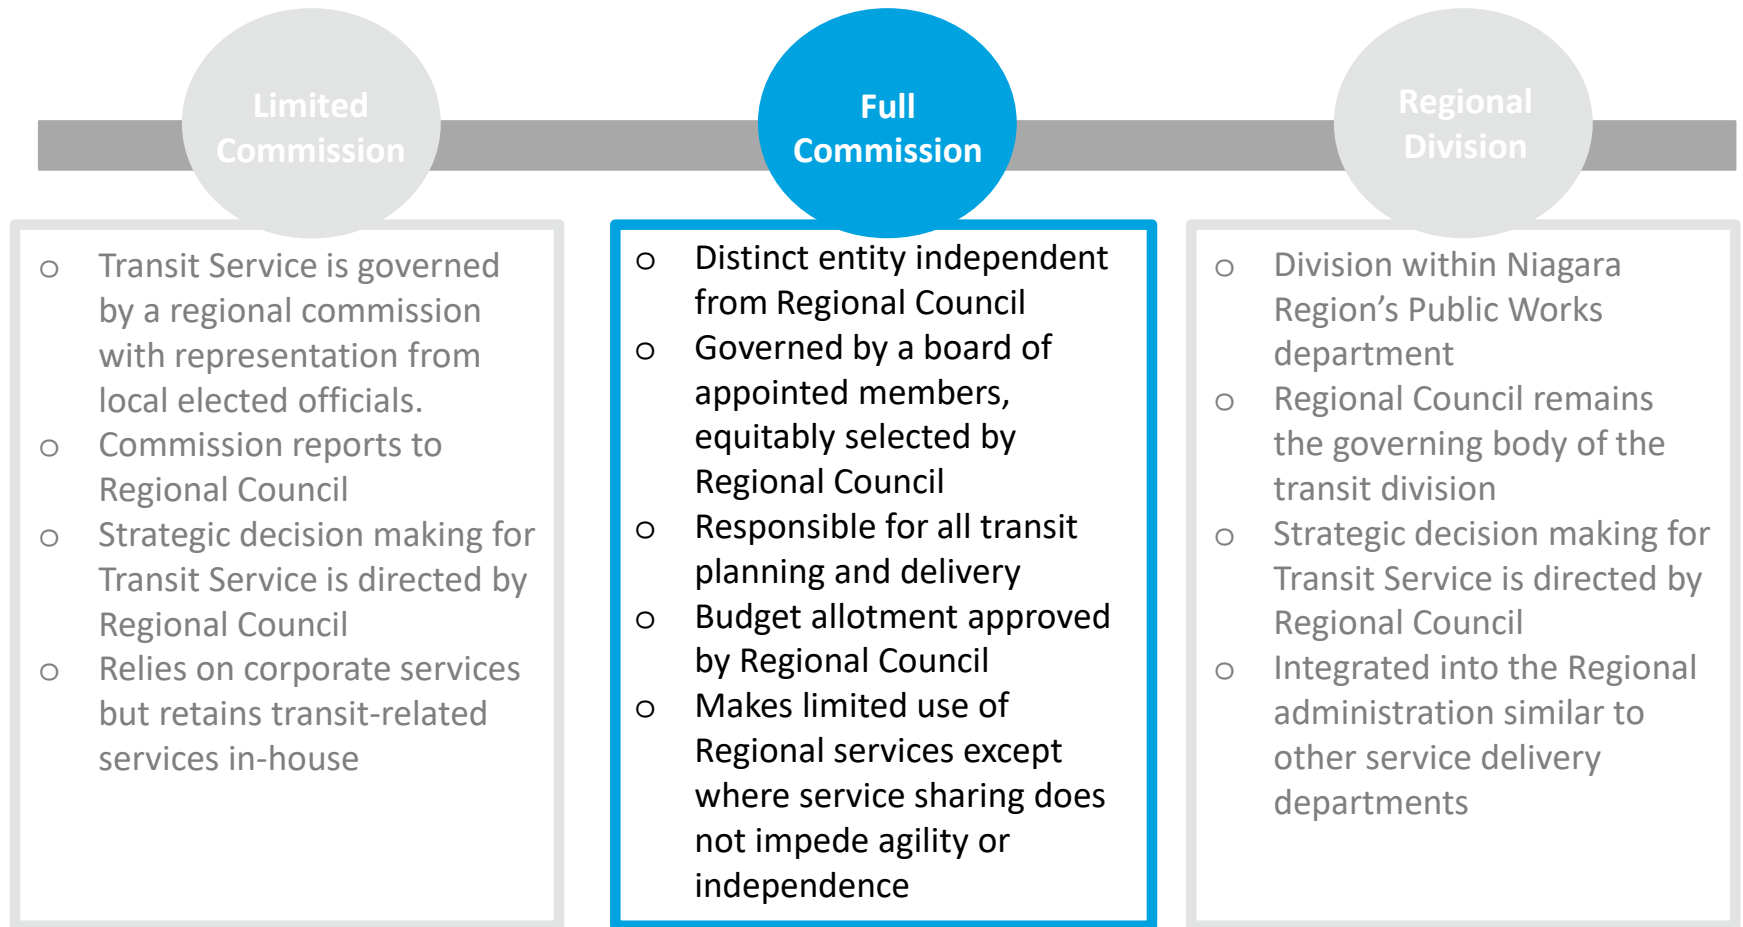 Limited
Commission
○ Transit Service is governed
by a regional commission
with representation from
local elected officials.
○ Commission reports to
Regional Council
○ Strategic decision making for
Transit Service is directed by
Regional Council
○ Relies on corporate services
but retains transit-related
services in-house
Full
Commission
○ Distinct entity independent
from Regional Council
○ Governed by a board of
appointed members,
equitably selected by
Regional Council
○ Responsible for all transit
planning and delivery
○ Budget allotment approved
by Regional Council
○ Makes limited use of
Regional services except
where service sharing does
not impede agility or
independence
Regional
Division
○ Division within Niagara
Region’s Public Works
department
○ Regional Council remains
the governing body of the
transit division
○ Strategic decision making for
Transit Service is directed by
Regional Council
○ Integrated into the Regional
administration similar to
other service delivery
departments